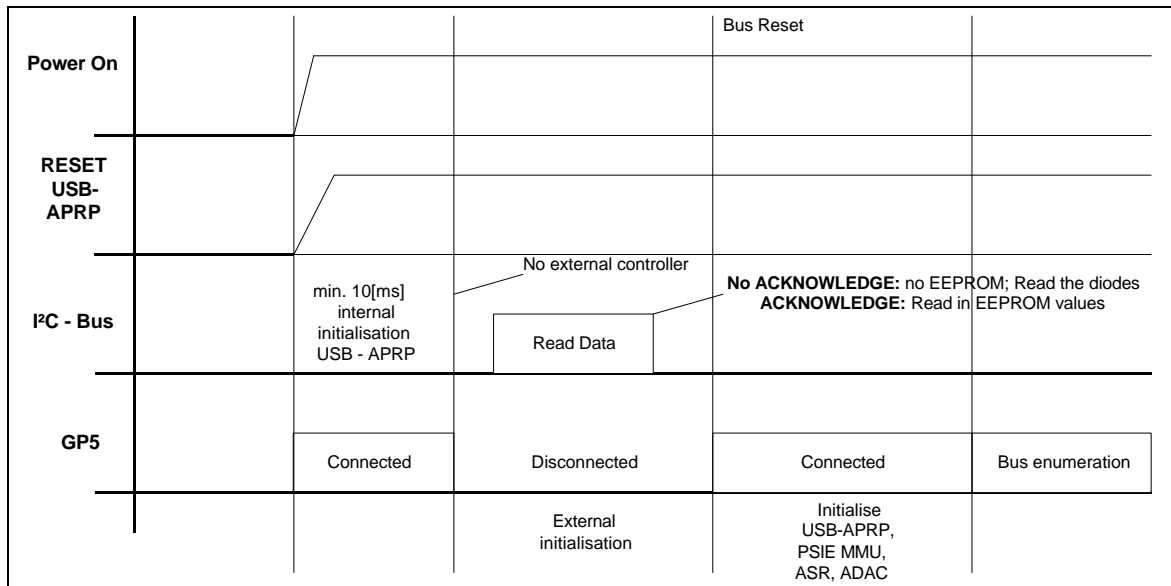 Bus Reset
Power On
RESET
USB-
APRP
No external controller
No ACKNOWLEDGE: no EEPROM; Read the diodes
ACKNOWLEDGE: Read in EEPROM values
I²C - Bus
min. 10[ms]
internal
initialisation
USB - APRP
Read Data
GP5
Connected
Disconnected
Connected
Bus enumeration
External
initialisation
Initialise
USB-APRP,
PSIE MMU,
ASR, ADAC